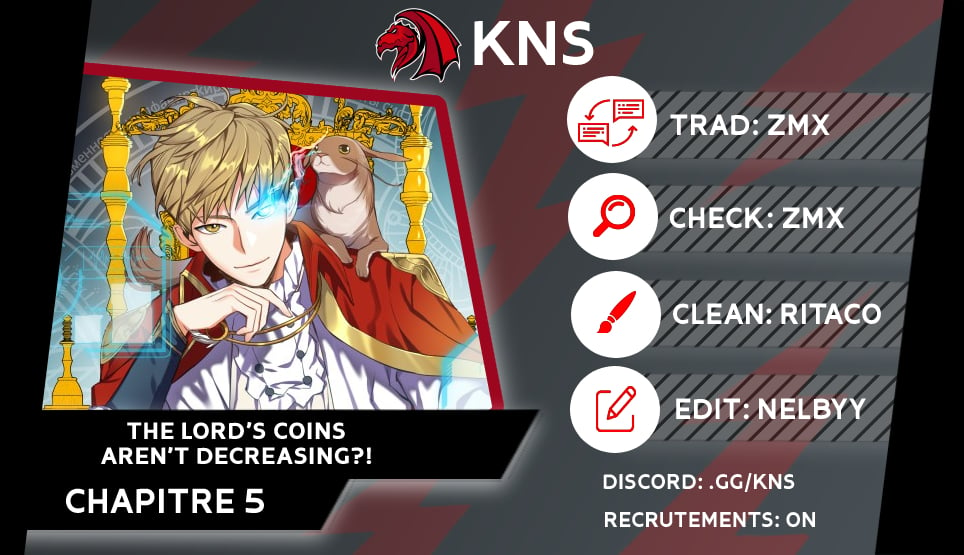 KNS
TRAD: ZMX
CHECK: ZMX
CLEAN: RITACO
EDIT: NELBYY
THE LORD'S COINS
AREN'T DECREASING?!
CHAPITRE 5
DISCORD: .GG/KNS
RECRUTEMENTS: ON